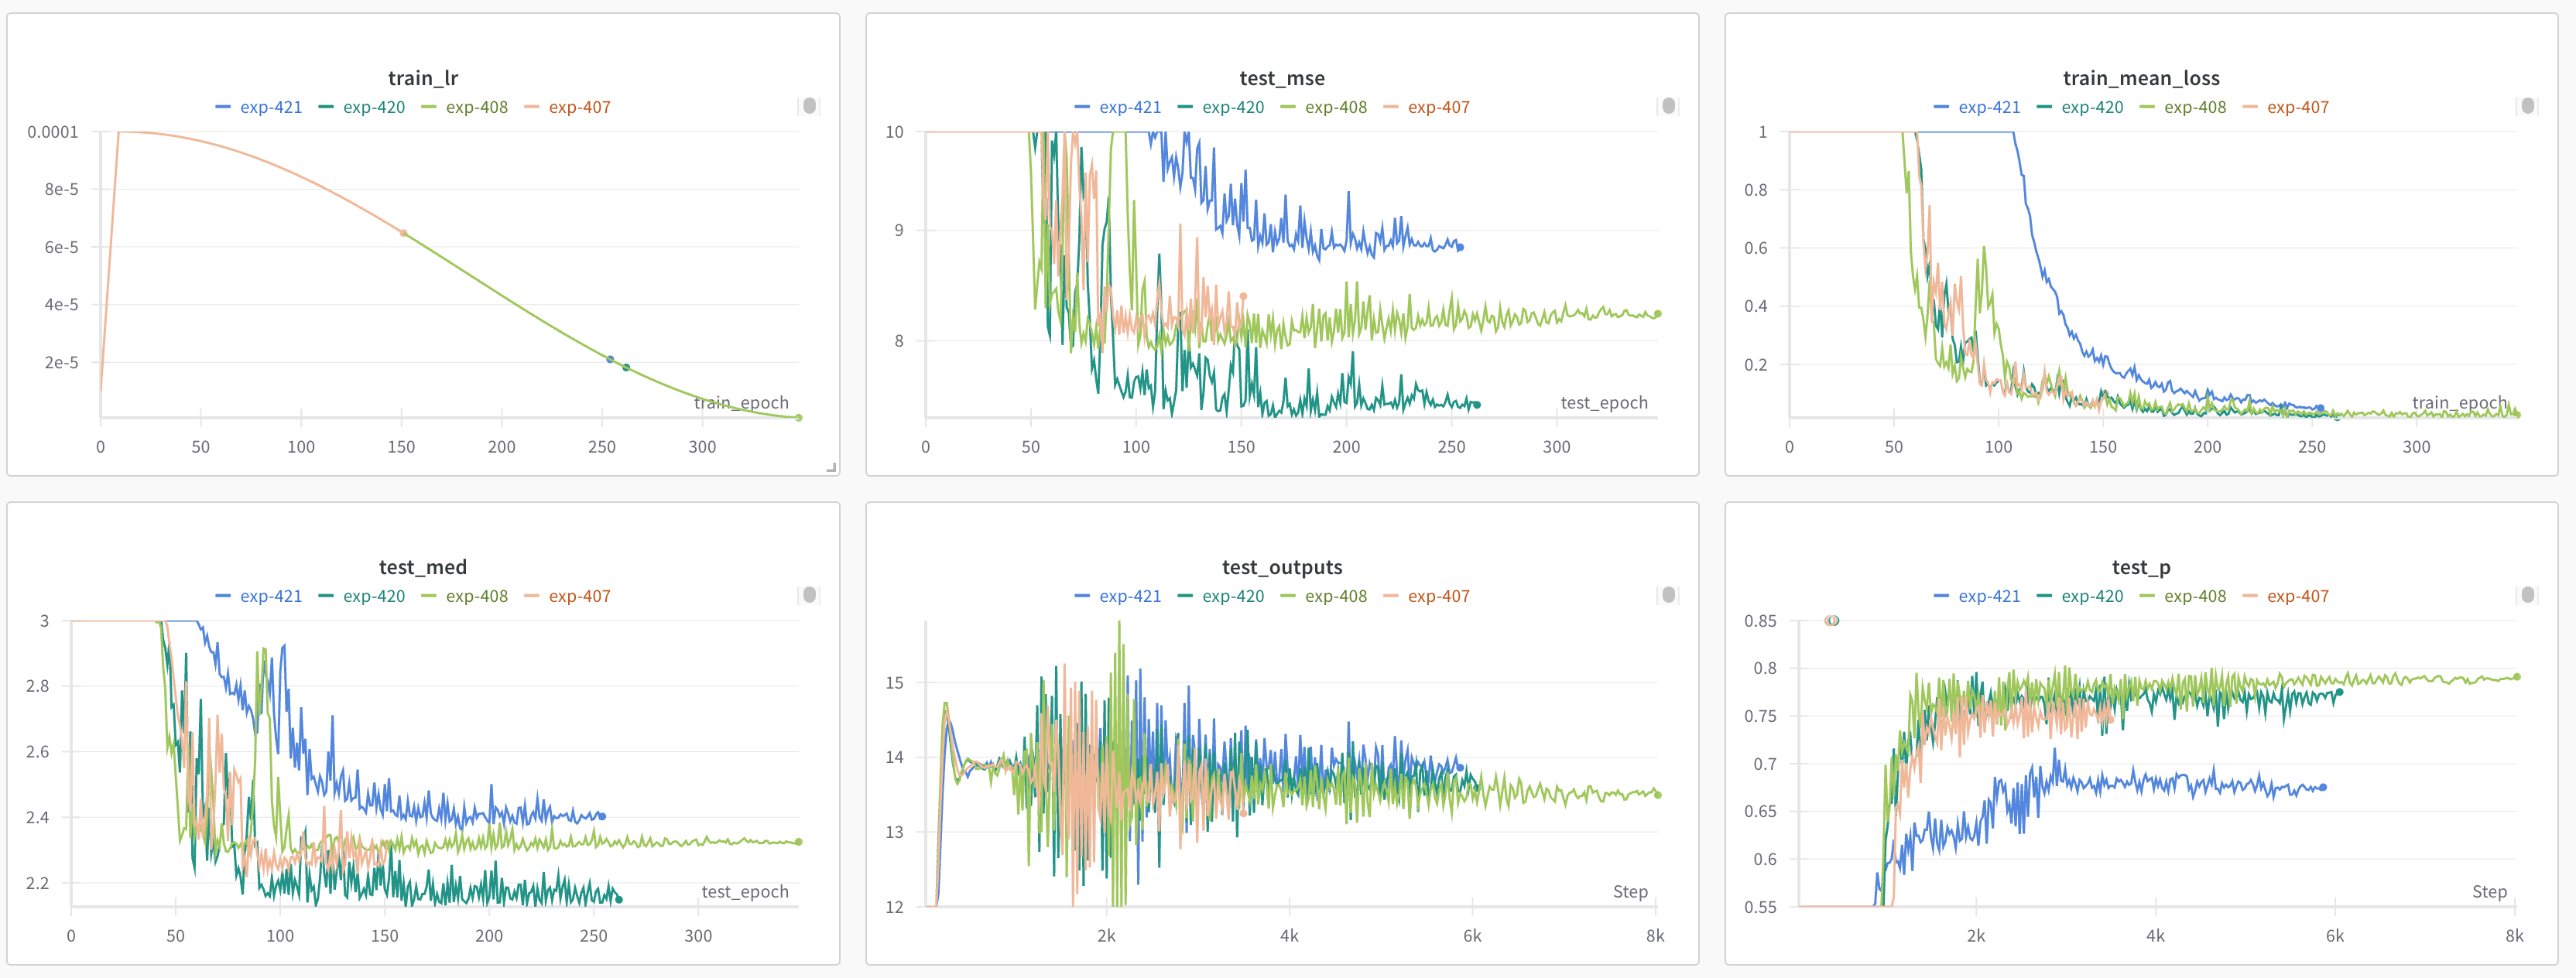 train_lr
exp-421 exp-420 exp-408 exp-407
0.0001
8e-5
6e-5
4e-5
2e-5
train_epoch
0 50 100 150 200 250 300
test_mse
exp-421 exp-420 exp-408 exp-407
10
9
8
test_epoch
0 50 100 150 200 250 300
train_mean_loss
exp-421 exp-420 exp-408 exp-407
1
0.8
0.6
0.4
0.2
train_epoch
0 50 100 150 200 250 300
test_med
exp-421 exp-420 exp-408 exp-407
3
2.8
2.6
2.4
2.2
test_epoch
0 50 100 150 200 250 300
test_outputs
exp-421 exp-420 exp-408 exp-407
15
14
13
12
Step
2k 4k 6k 8k
test_p
exp-421 exp-420 exp-408 exp-407
0.85
0.8
0.75
0.7
0.65
0.6
0.55
Step
2k 4k 6k 8k